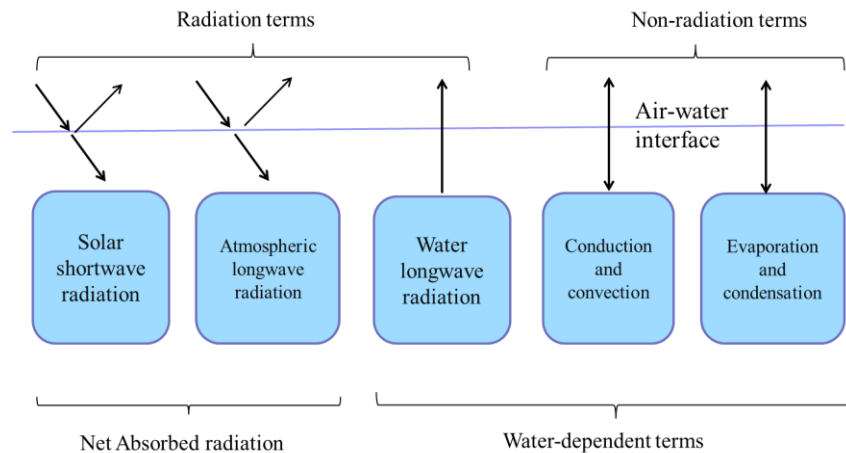 Radiation terms
Non-radiation terms
Air-water
interface
Solar
shortwave
radiation
Atmospheric
longwave
radiation
Water
longwave
radiation
Conduction
and
convection
Evaporation
and
condensation
Net Absorbed radiation
Water-dependent terms